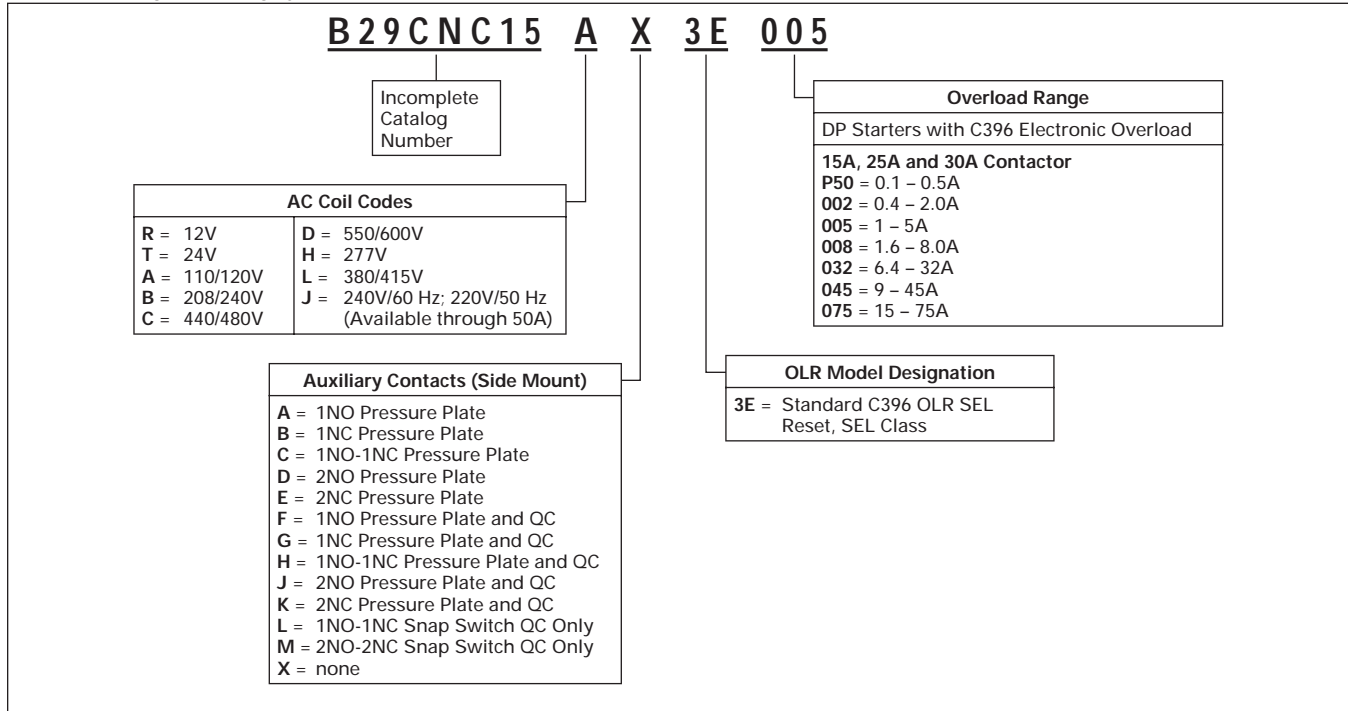 B29CNC15 A X 3E 005
Incomplete
Catalog
Number
AC Coil Codes
R = 12V
T = 24V
A = 110/120V
B = 208/240V
C = 440/480V
D = 550/600V
H = 277V
L = 380/415V
J = 240V/60 Hz; 220V/50 Hz
(Available through 50A)
Auxiliary Contacts (Side Mount)
A = 1NO Pressure Plate
B = 1NC Pressure Plate
C = 1NO-1NC Pressure Plate
D = 2NO Pressure Plate
E = 2NC Pressure Plate
F = 1NO Pressure Plate and QC
G = 1NC Pressure Plate and QC
H = 1NO-1NC Pressure Plate and QC
J = 2NO Pressure Plate and QC
K = 2NC Pressure Plate and QC
L = 1NO-1NC Snap Switch QC Only
M = 2NO-2NC Snap Switch QC Only
X = none
Overload Range
DP Starters with C396 Electronic Overload
15A, 25A and 30A Contactor
P50 = 0.1 – 0.5A
002 = 0.4 – 2.0A
005 = 1 – 5A
008 = 1.6 – 8.0A
032 = 6.4 – 32A
045 = 9 – 45A
075 = 15 – 75A
OLR Model Designation
3E = Standard C396 OLR SEL
Reset, SEL Class